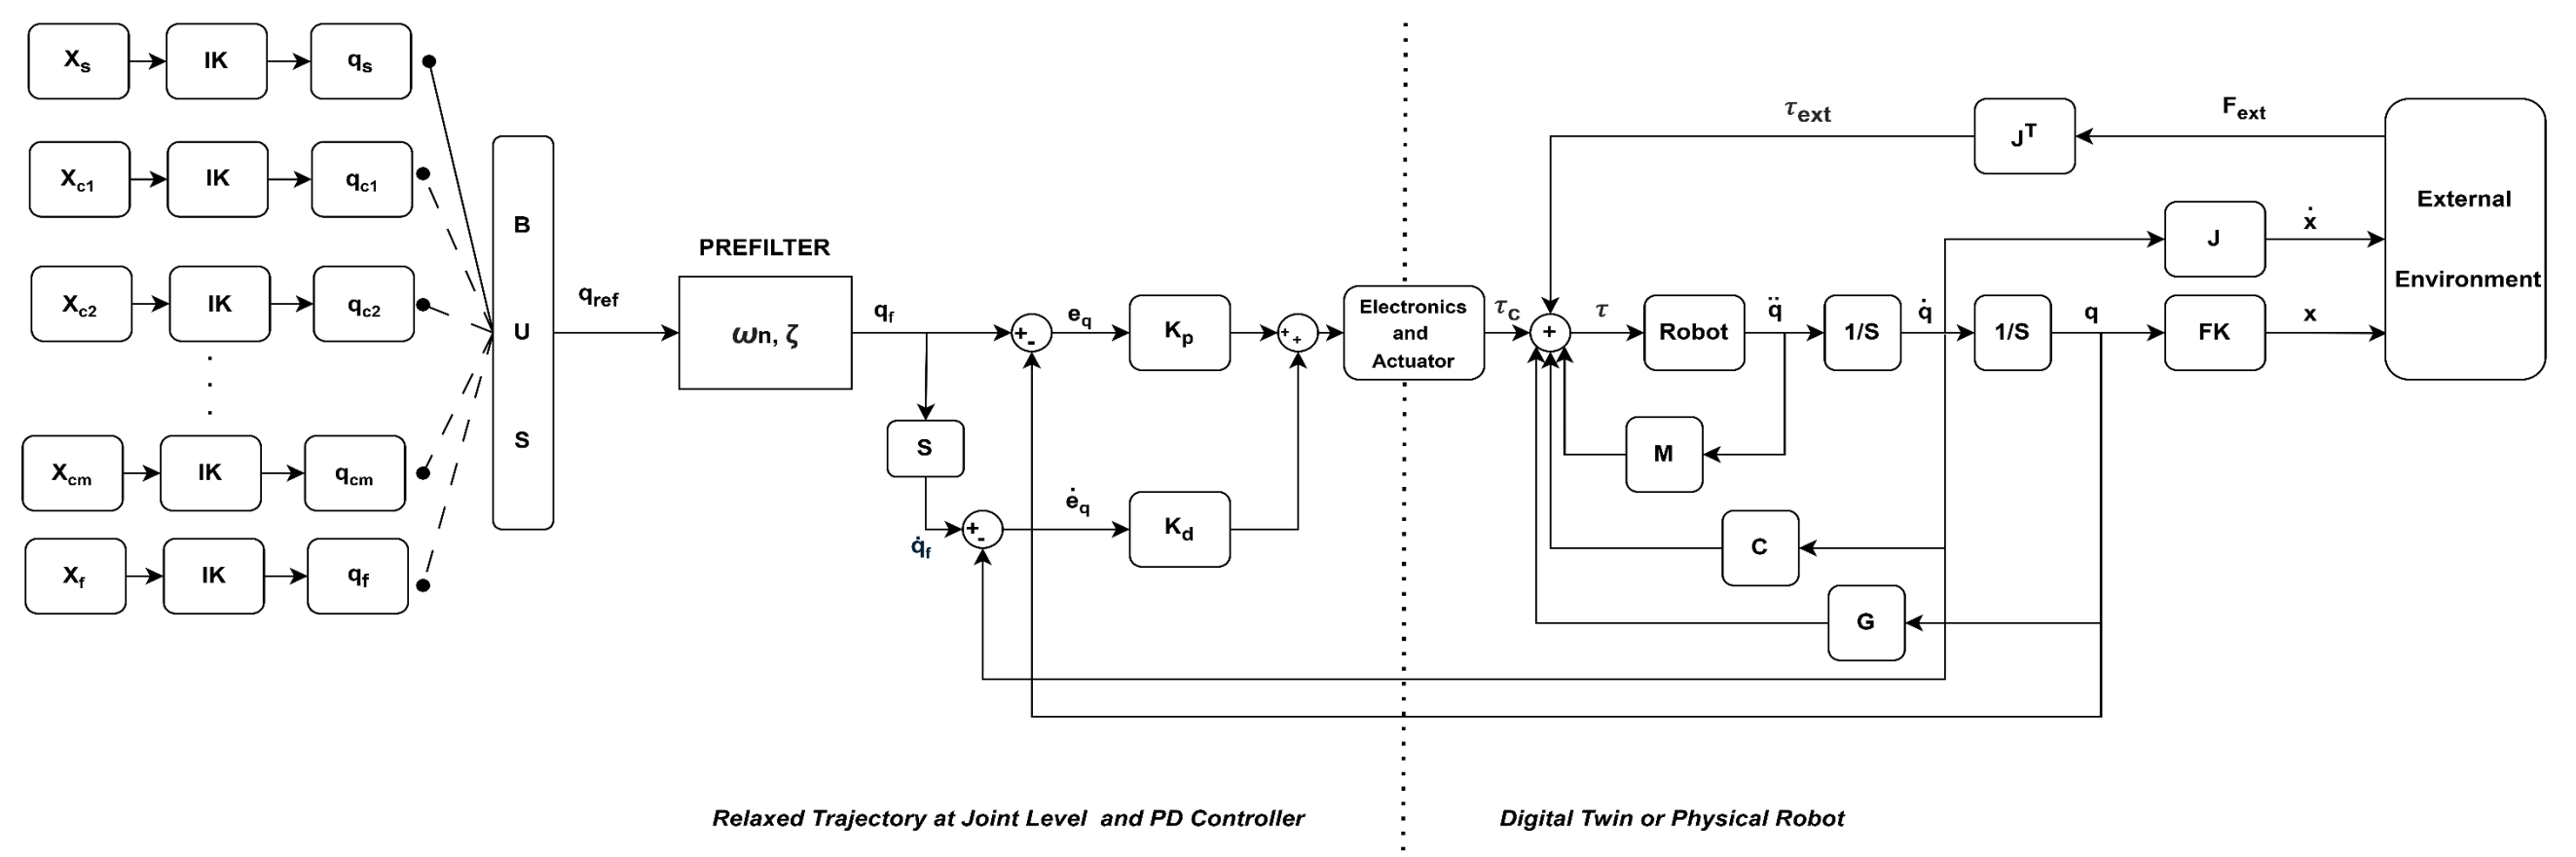 Xs IK qs
Xc1 IK qc1
Xc2 IK qc2
Xcm IK qcm
Xf IK qf
B
U
S
qref
PREFILTER
ωn, ζ
qf
S
q̇f
+
-
eq
Kp
+
-
ėq
Kd
+
+
Electronics
and
Actuator
τC
+
τ
Robot
q̈
1/S
q̇
1/S
q
FK
x
J
ẋ
τext
JT
Fext
External
Environment
M
C
G
Relaxed Trajectory at Joint Level and PD Controller
Digital Twin or Physical Robot